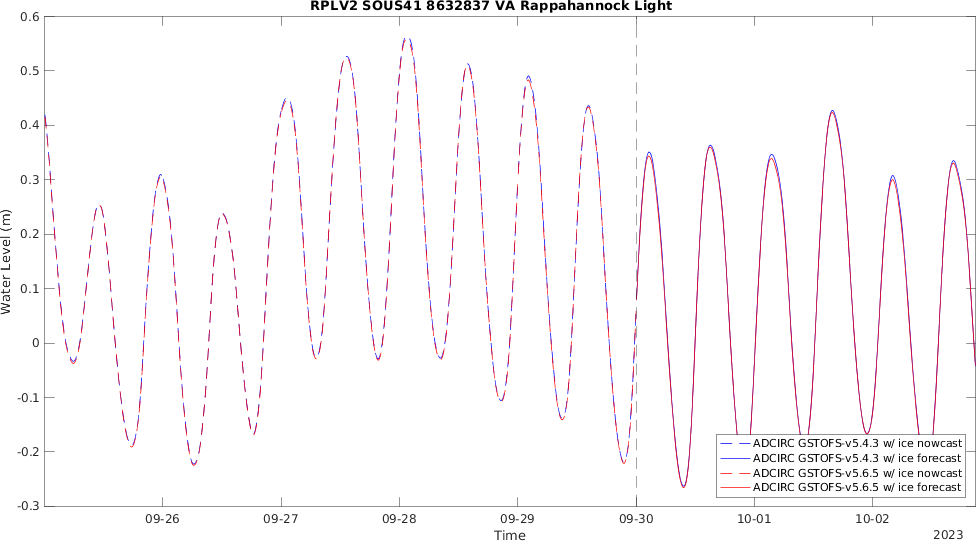 RPLV2 SOUS41 8632837 VA Rappahannock Light
0.6
0.5
0.4
0.3
0.2
0.1
0
-0.1
-0.2
-0.3
Water Level (m)
09-26
09-27
09-28
09-29
09-30
10-01
10-02
Time
2023
ADCIRC GSTOFS-v5.4.3 w/ ice nowcast
ADCIRC GSTOFS-v5.4.3 w/ ice forecast
ADCIRC GSTOFS-v5.6.5 w/ ice nowcast
ADCIRC GSTOFS-v5.6.5 w/ ice forecast